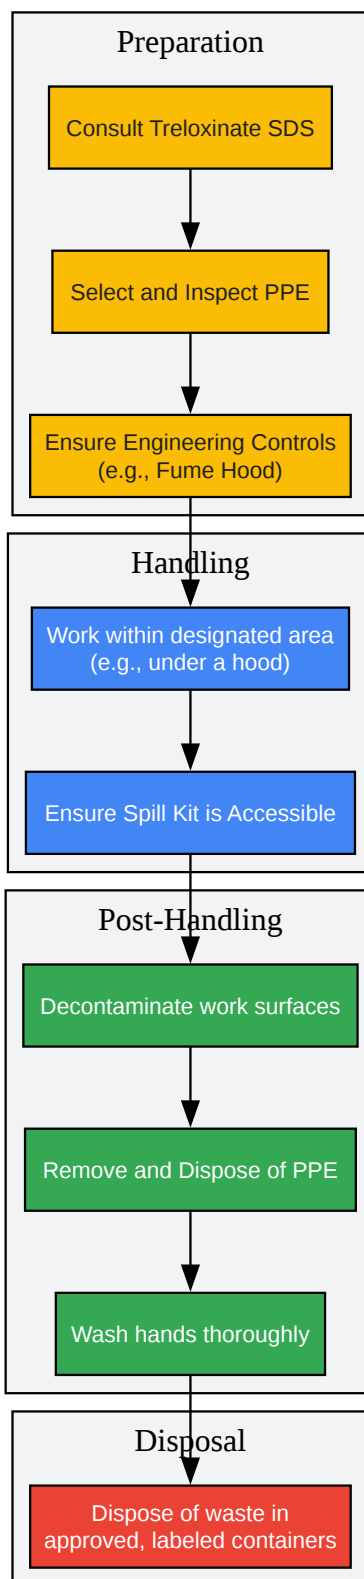 Preparation
Consult Treloxinate SDS
Select and Inspect PPE
Ensure Engineering Controls
(e.g., Fume Hood)
Handling
Work within designated area
(e.g., under a hood)
Ensure Spill Kit is Accessible
Post-Handling
Decontaminate work surfaces
Remove and Dispose of PPE
Wash hands thoroughly
Disposal
Dispose of waste in
approved, labeled containers